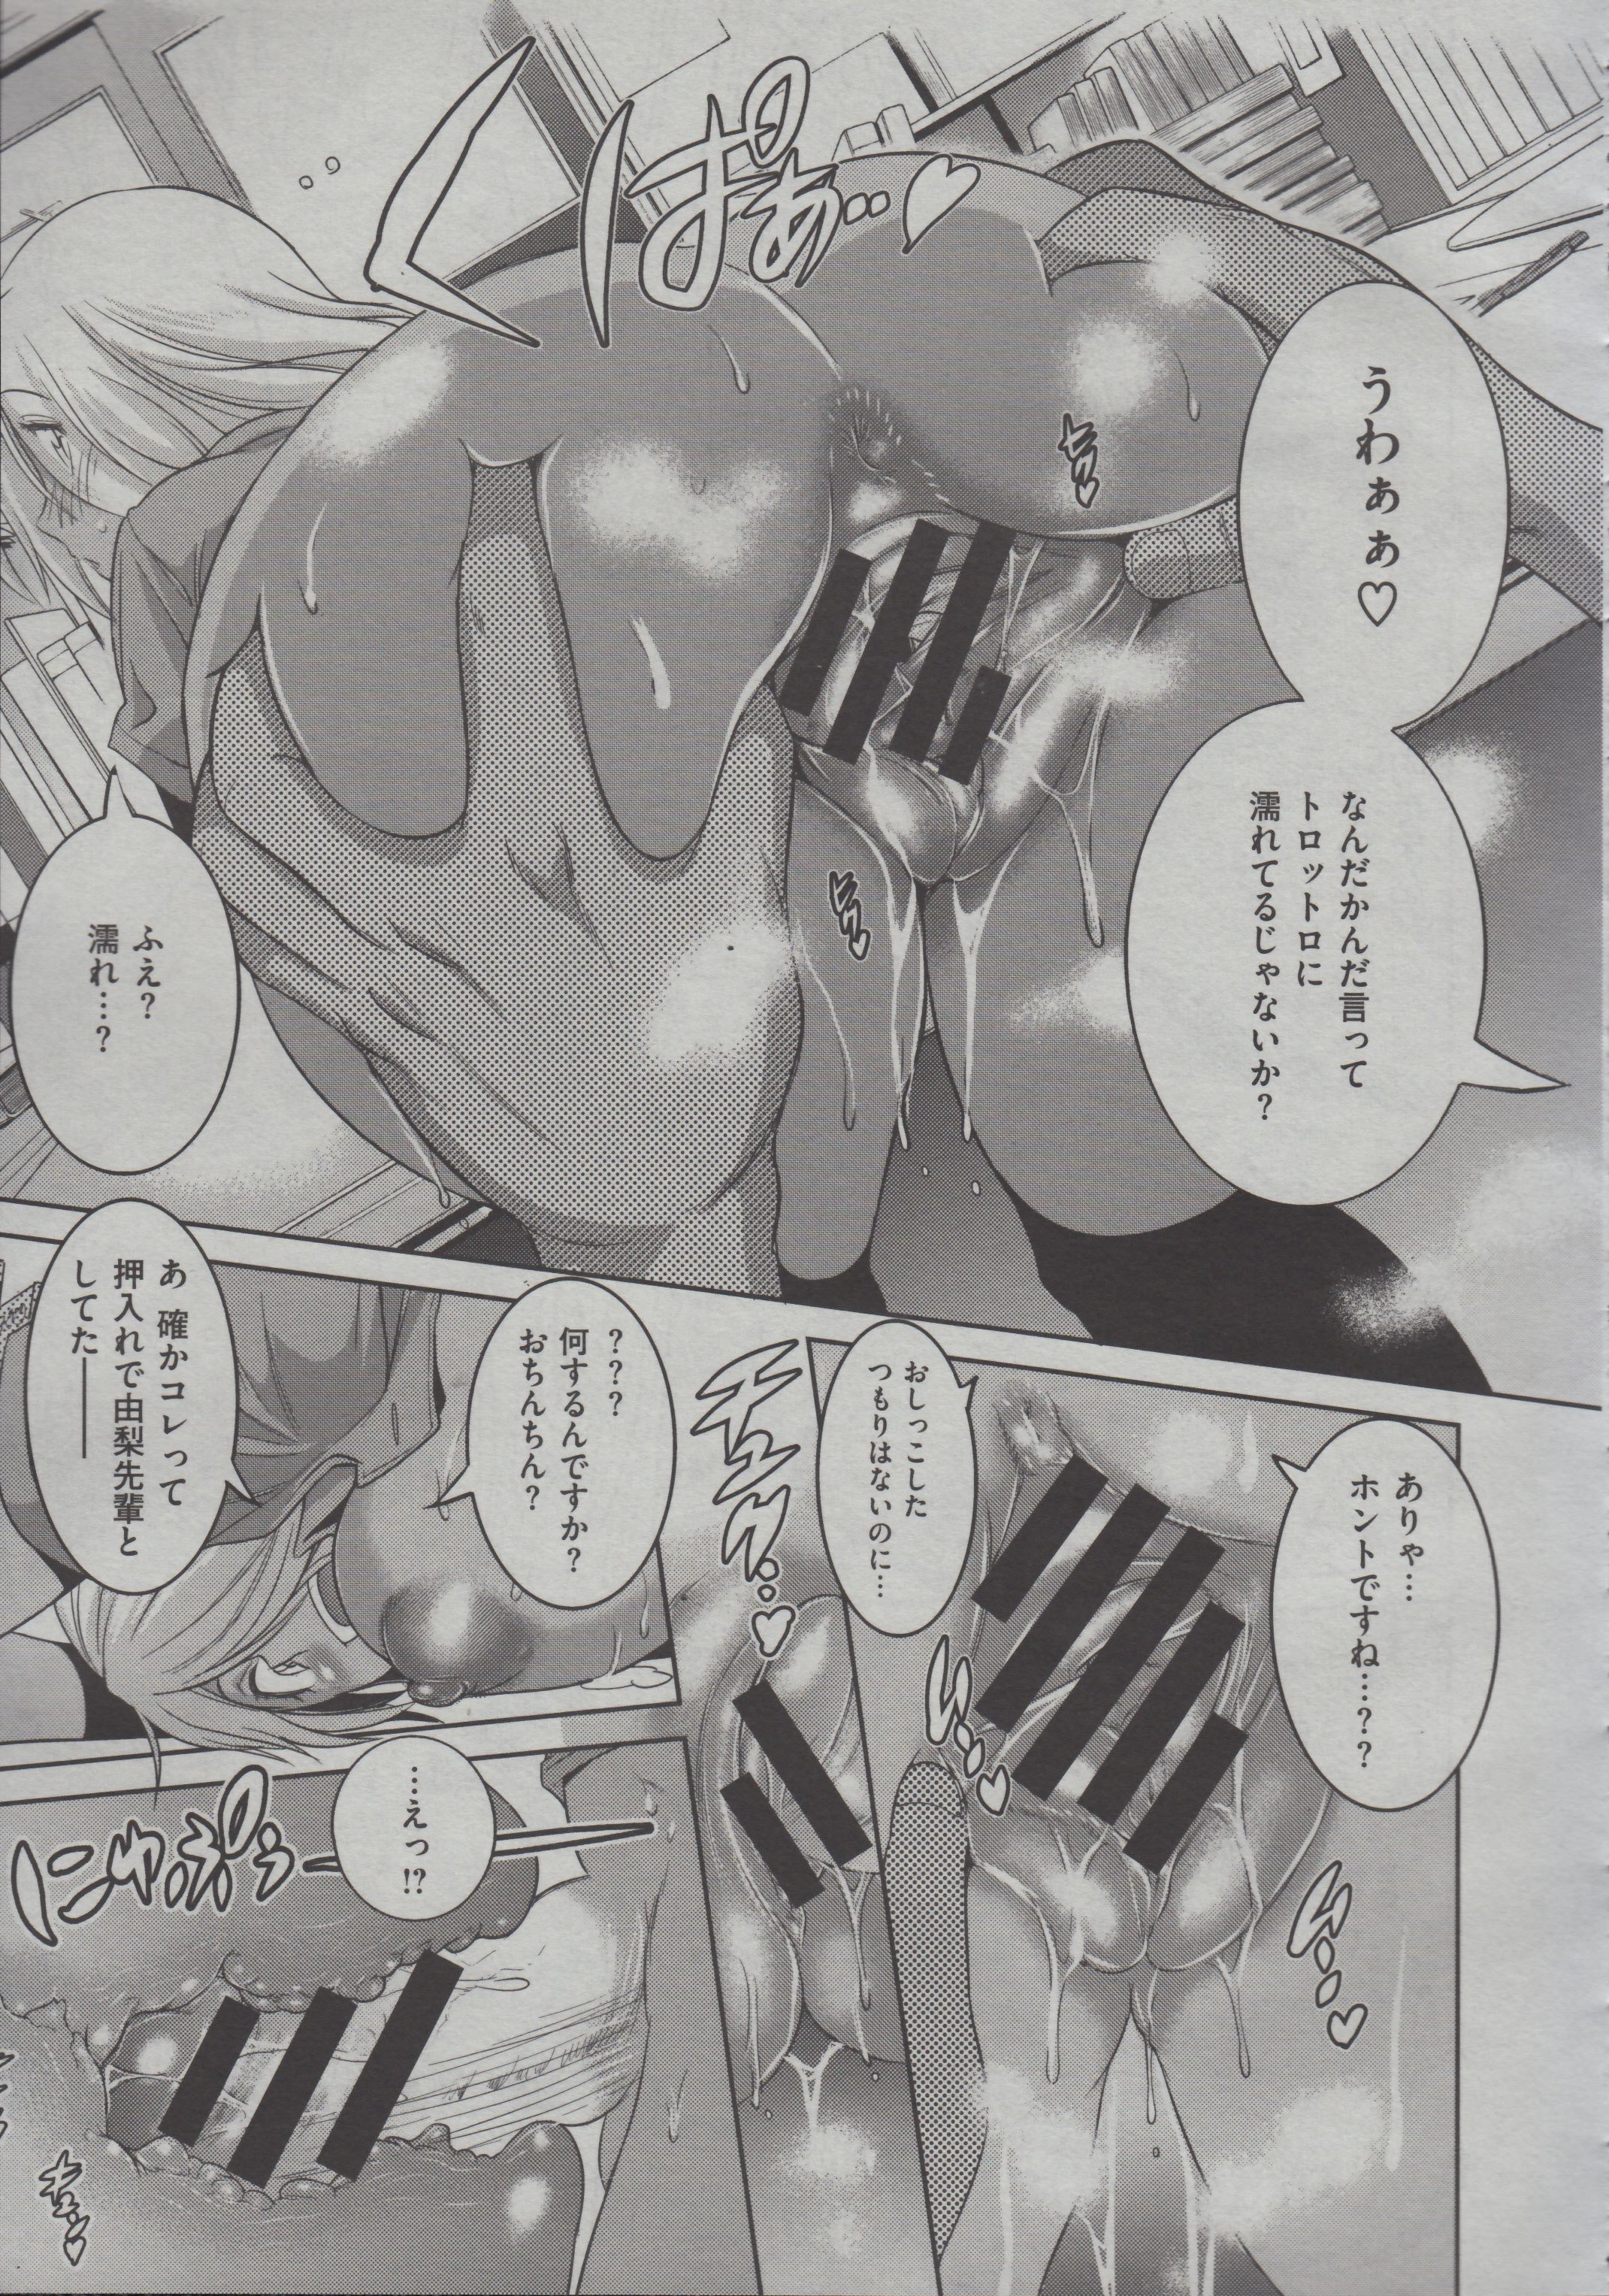 くぱぁ‥♡
うわぁぁ♡
なんだかんだ言って
トロットロに
濡れてるじゃないか?
ふえ?
濡れ…?
ありゃ…
ホントですね…??
おしっこした
つもりはないのに…
???
何するんですか?
おちんちん?
あ 確かコレって
押入れで由梨先輩と
してた――
…えっ!?
にゅぷぅー